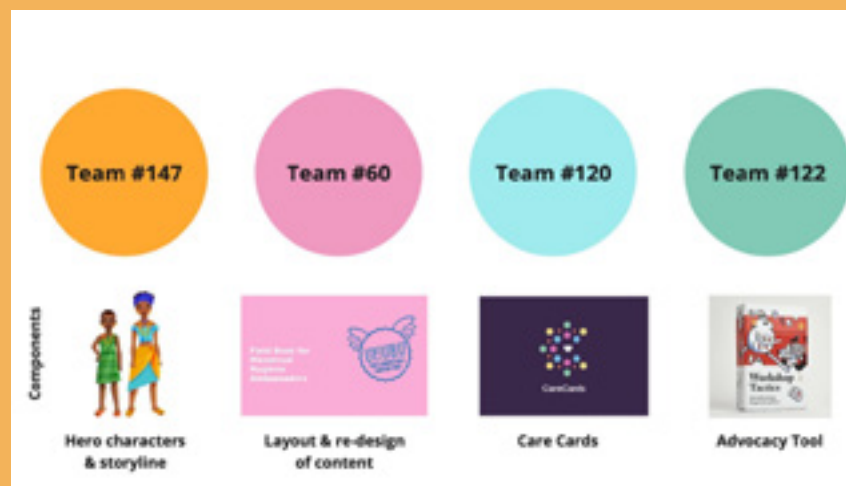 Team #147
Team #60
Team #120
Team #122
Components
Field Book for
Menstrual
Hygiene
Ambassadors
CareCards
Workshop
Tactics
Hero characters
& storyline
Layout & re-design
of content
Care Cards
Advocacy Tool